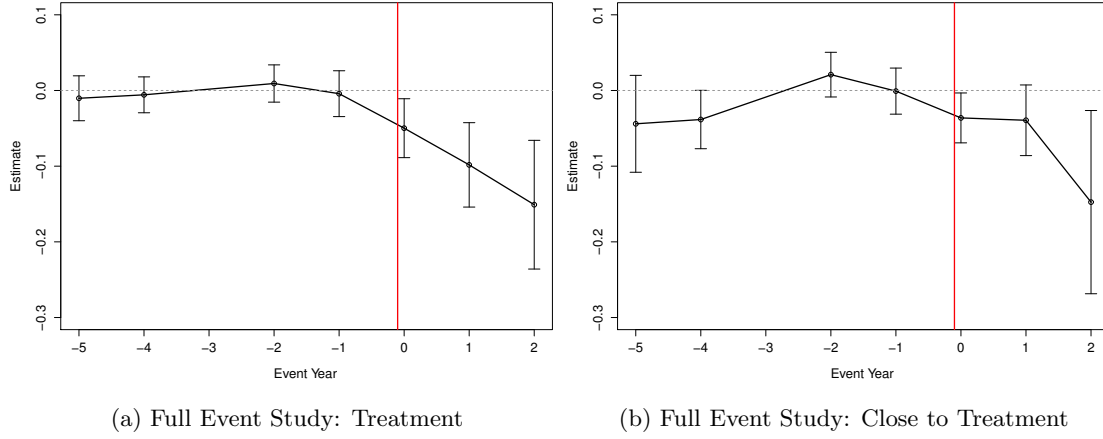 0.1
0.0
−0.1
−0.2
−0.3
Estimate
−5 −4 −3 −2 −1 0 1 2
Event Year
(a) Full Event Study: Treatment
0.1
0.0
−0.1
−0.2
−0.3
Estimate
−5 −4 −3 −2 −1 0 1 2
Event Year
(b) Full Event Study: Close to Treatment